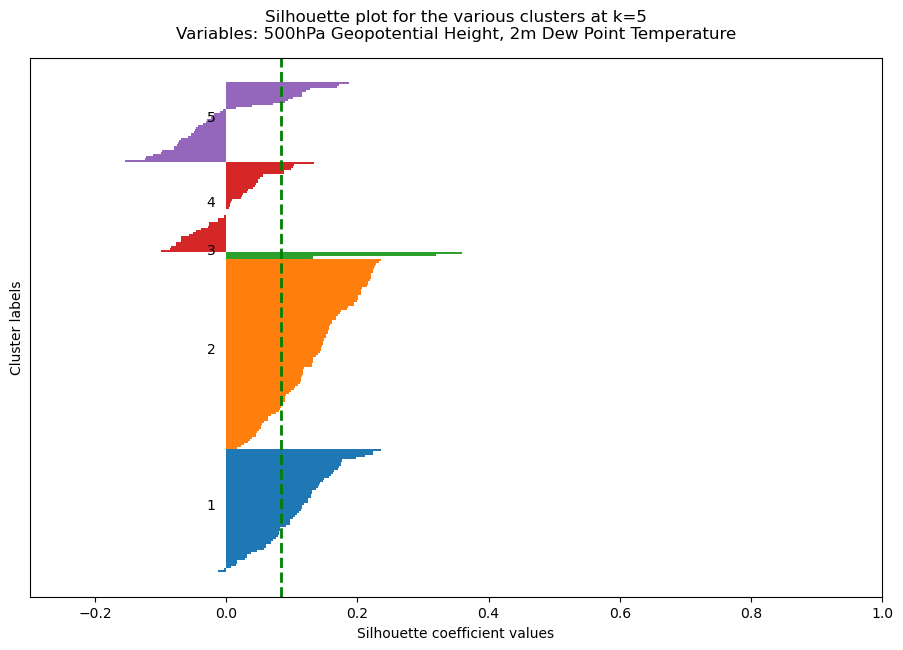 Silhouette plot for the various clusters at k=5
Variables: 500hPa Geopotential Height, 2m Dew Point Temperature
Cluster labels
5
4
3
2
1
−0.2 0.0 0.2 0.4 0.6 0.8 1.0
Silhouette coefficient values